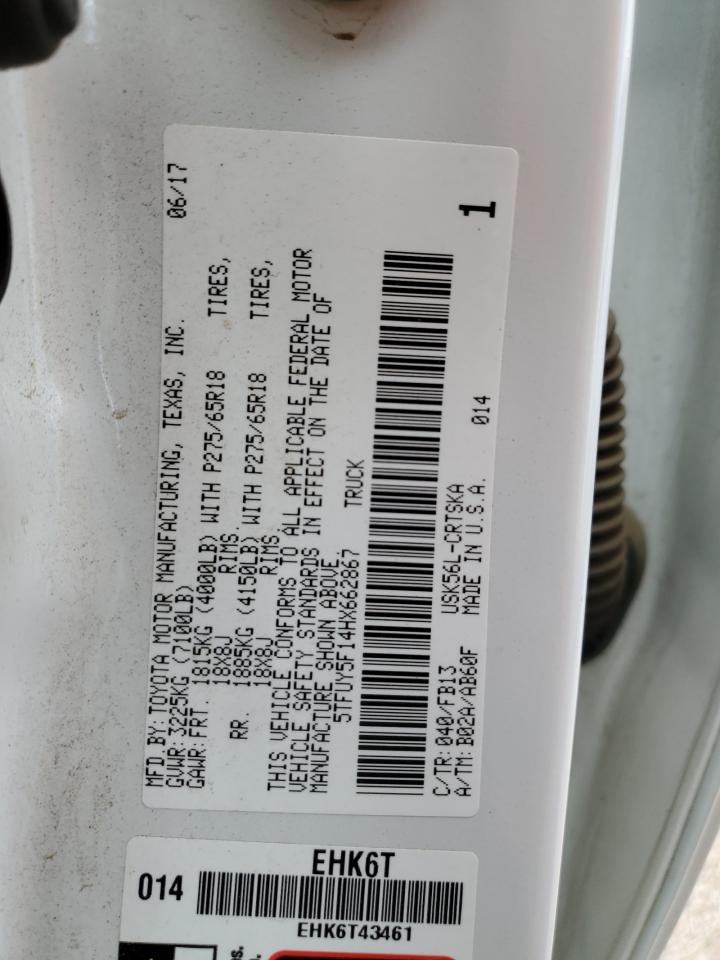 MFD.BY:TOYOTA MOTOR MANUFACTURING, TEXAS, INC. 06/17
GVWR:3225KG (7100LB)
GAWR:FRT. 1815KG (4000LB) WITH P275/65R18 TIRES,
18X8J RIMS.
RR. 1885KG (4150LB) WITH P275/65R18 TIRES,
18X8J RIMS.
THIS VEHICLE CONFORMS TO ALL APPLICABLE FEDERAL MOTOR
VEHICLE SAFETY STANDARDS IN EFFECT ON THE DATE OF
MANUFACTURE SHOWN ABOVE.
5TFUY5F14HX662867 TRUCK
1
C/TR:040/FB13 USK56L-CRTSKA
A/TM:B02A/AB60F MADE IN U.S.A. 014
EHK6T
014
EHK6T43461